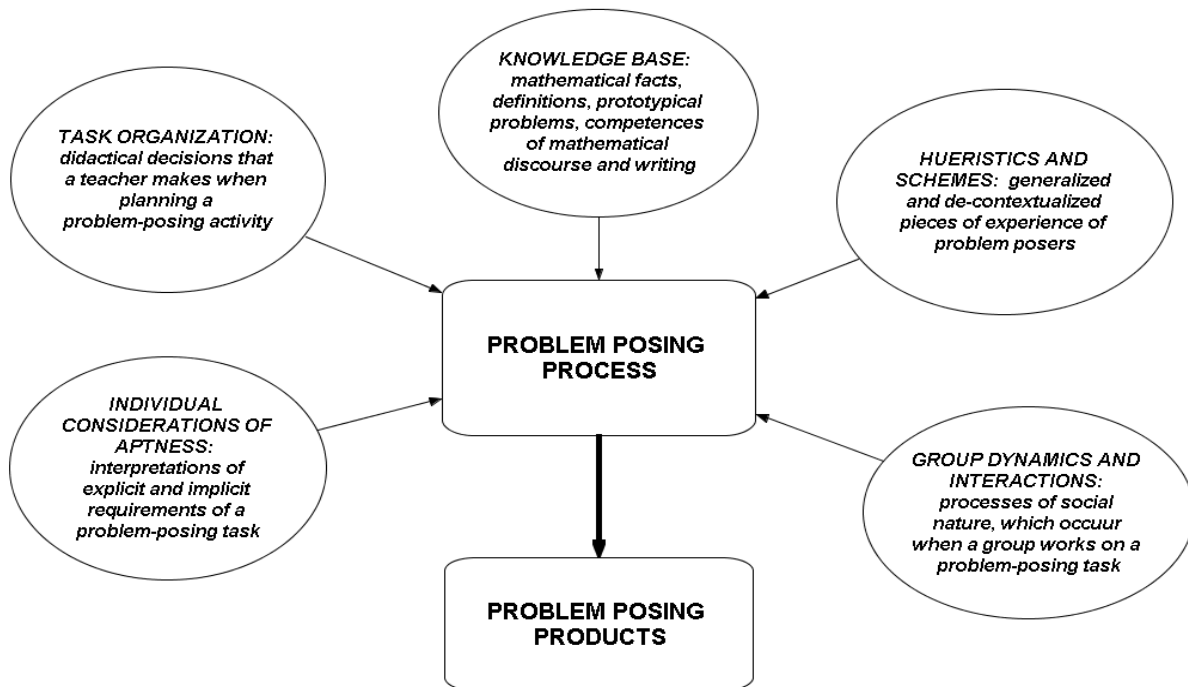 KNOWLEDGE BASE:
mathematical facts,
definitions, prototypical
problems, competences
of mathematical
discourse and writing
TASK ORGANIZATION:
didactical decisions that
a teacher makes when
planning a
problem-posing activity
HUERISTICS AND
SCHEMES: generalized
and de-contextualized
pieces of experience of
problem posers
PROBLEM POSING
PROCESS
INDIVIDUAL
CONSIDERATIONS OF
APTNESS:
interpretations of
explicit and implicit
requirements of a
problem-posing task
GROUP DYNAMICS AND
INTERACTIONS:
processes of social
nature, which occuur
when a group works on a
problem-posing task
PROBLEM POSING
PRODUCTS